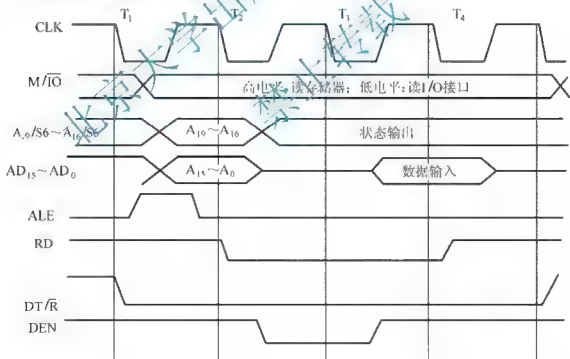 T₁ T₂ T₃ T₄
CLK
M/IO
高电平:读存储器; 低电平:读I/O接口
A₁₉/S6~A₁₆/S6 A₁₉~A₁₆ 状态输出
AD₁₅~AD₀ A₁₅~A₀ 数据输入
ALE
RD
DT/R
DEN